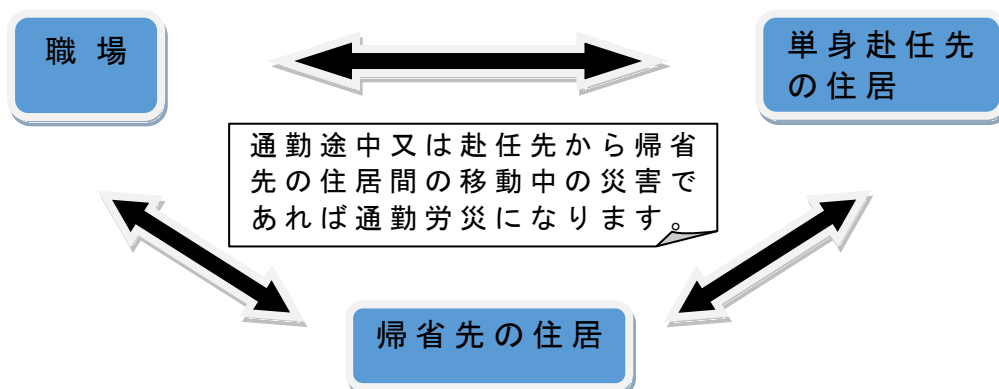 職 場
単身赴任先
の住居
通勤途中又は赴任先から帰省
先の住居間の移動中の災害で
あれば通勤労災になります。
帰省先の住居